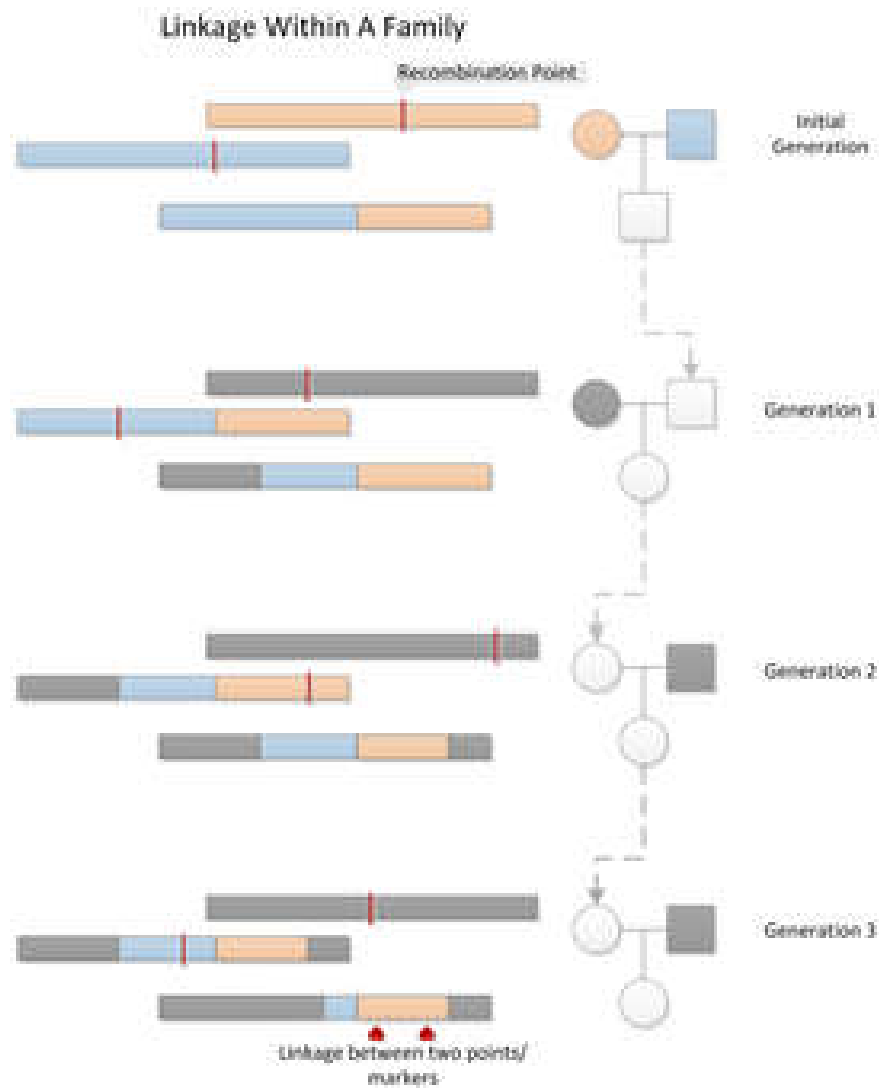 Linkage Within A Family
Recombination Point
Initial
Generation
Generation 1
Generation 2
Generation 3
Linkage between two points/
markers